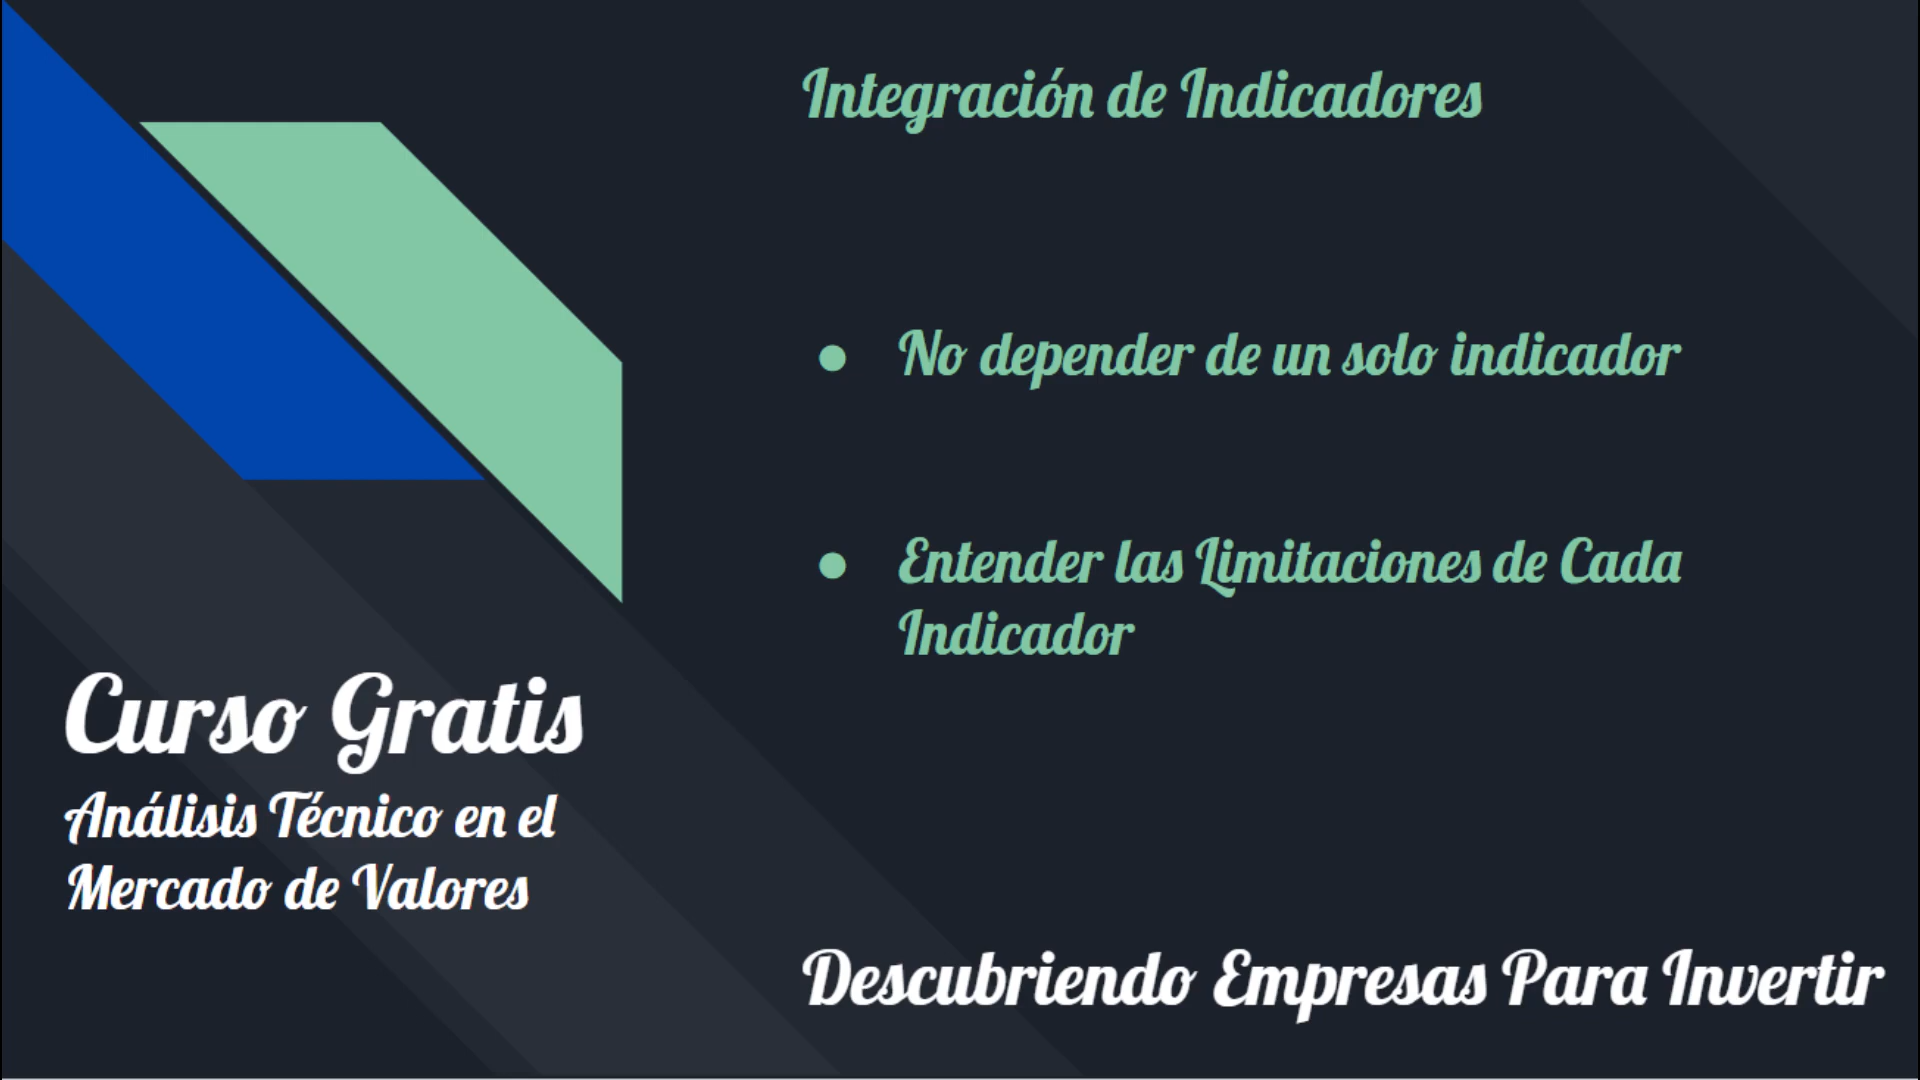 Integración de Indicadores
No depender de un solo indicador
Entender las Limitaciones de Cada
Indicador
Curso Gratis
Análisis Técnico en el
Mercado de Valores
Descubriendo Empresas Para Invertir